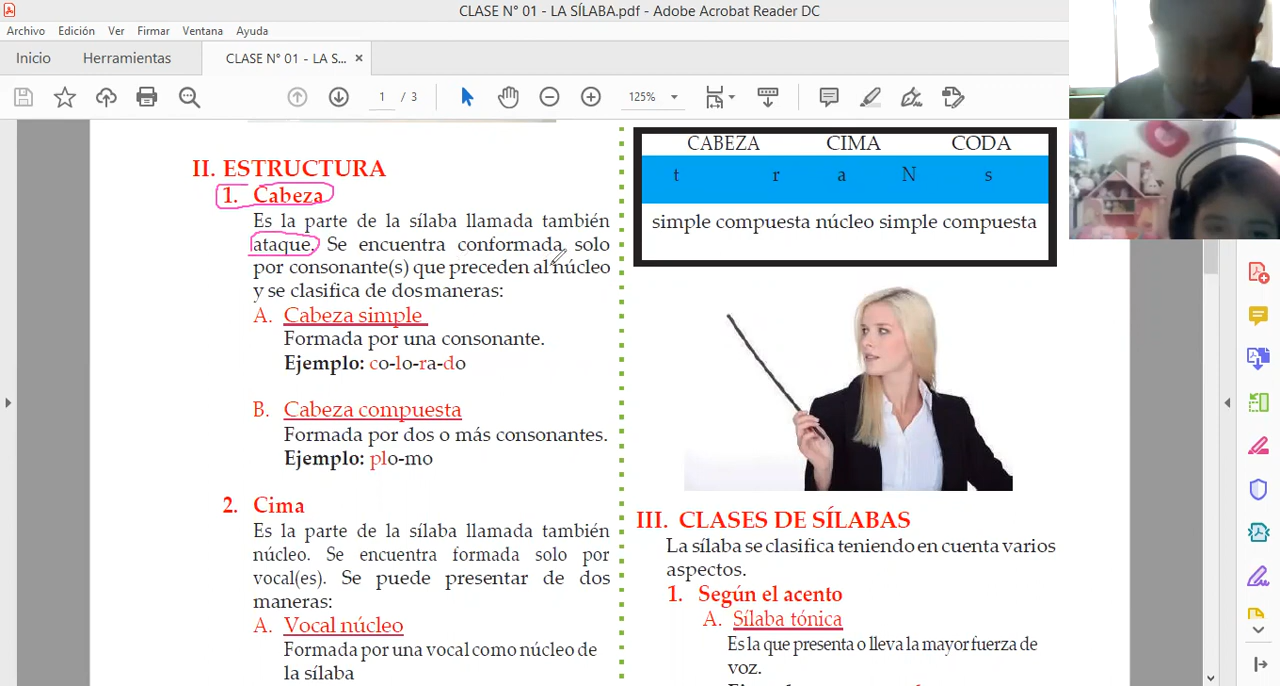 CLASE N° 01 - LA SÍLABA.pdf - Adobe Acrobat Reader DC
Archivo Edición Ver Firmar Ventana Ayuda
Inicio Herramientas CLASE N° 01 - LA S... ×
1 / 3 125%
II. ESTRUCTURA
1. Cabeza
Es la parte de la sílaba llamada también
ataque. Se encuentra conformada solo
por consonante(s) que preceden al núcleo
y se clasifica de dos maneras:
A. Cabeza simple
Formada por una consonante.
Ejemplo: co-lo-ra-do
B. Cabeza compuesta
Formada por dos o más consonantes.
Ejemplo: plo-mo
2. Cima
Es la parte de la sílaba llamada también
núcleo. Se encuentra formada solo por
vocal(es). Se puede presentar de dos
maneras:
A. Vocal núcleo
Formada por una vocal como núcleo de
la sílaba
CABEZA CIMA CODA
t r a N s
simple compuesta núcleo simple compuesta
III. CLASES DE SÍLABAS
La sílaba se clasifica teniendo en cuenta varios
aspectos.
1. Según el acento
A. Sílaba tónica
Es la que presenta o lleva la mayor fuerza de
voz.